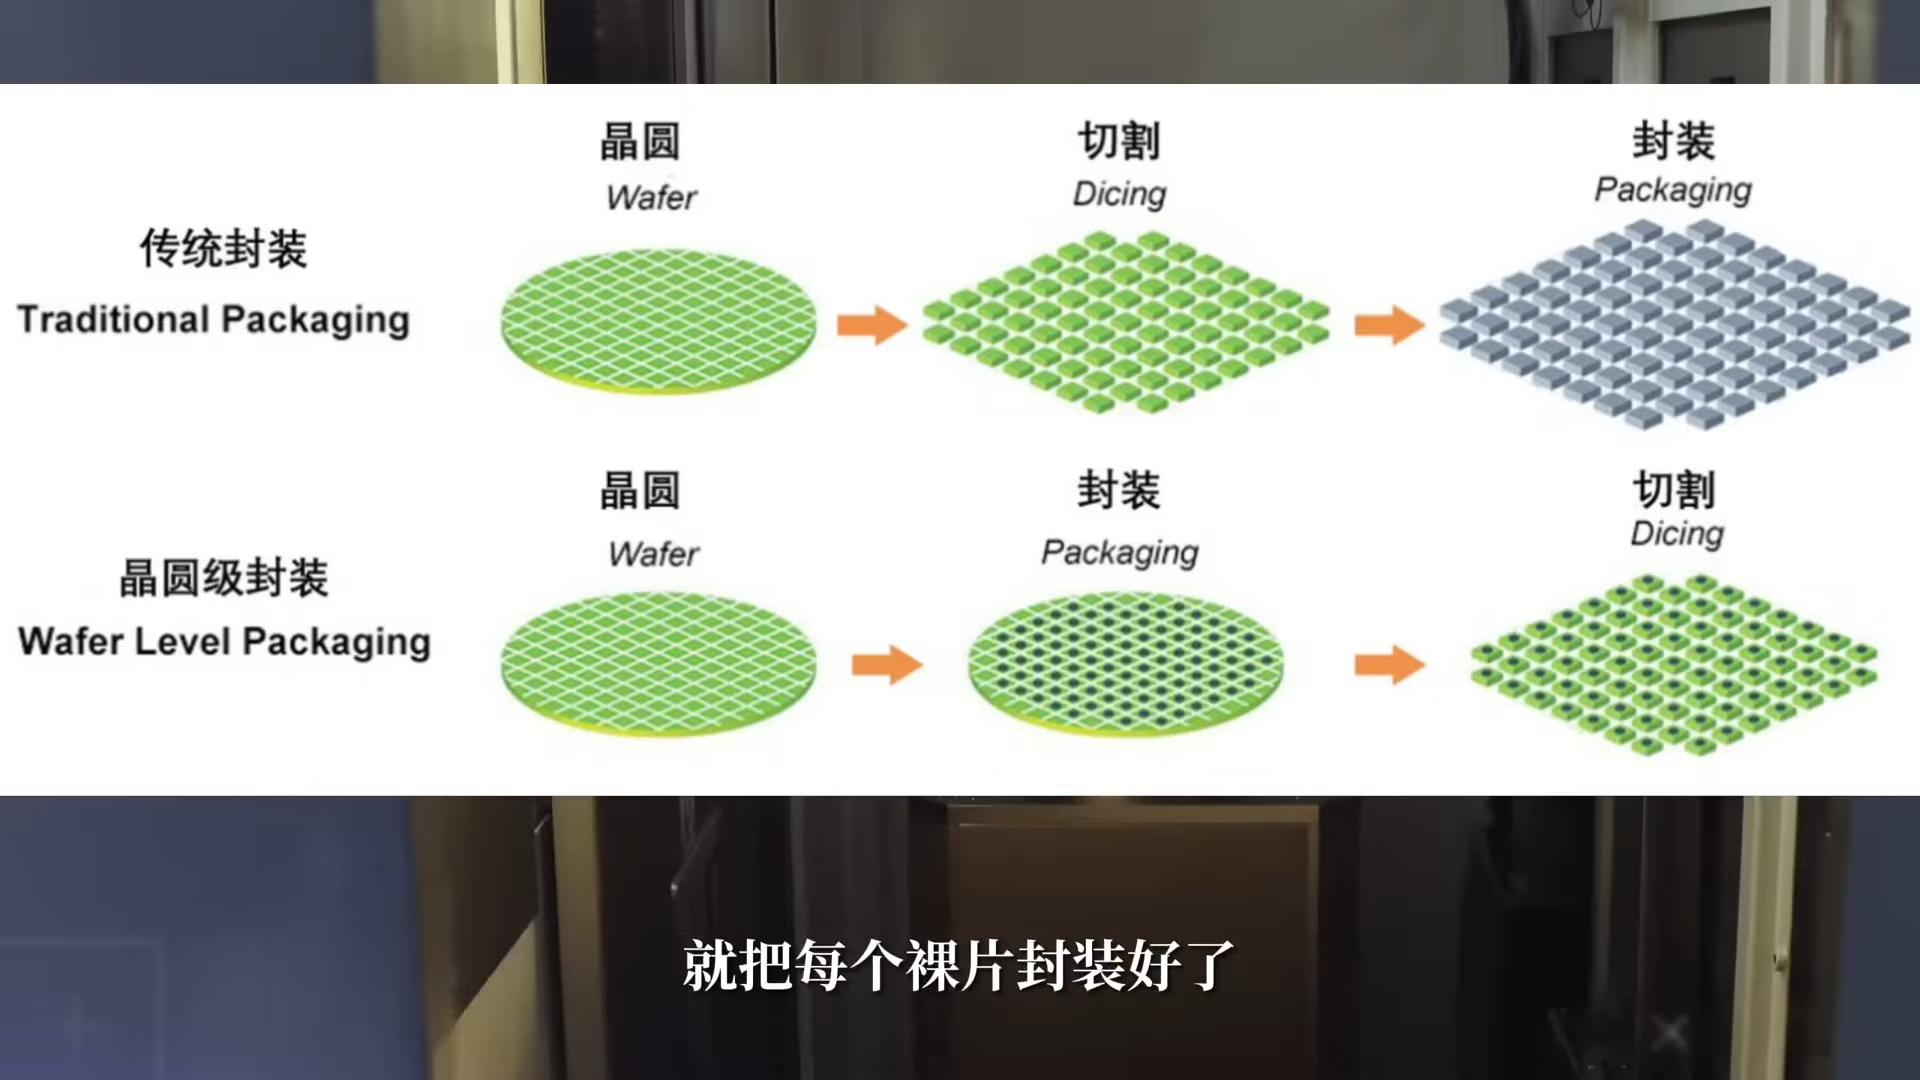 晶圆
Wafer
切割
Dicing
封装
Packaging
传统封装
Traditional Packaging
晶圆
Wafer
封装
Packaging
切割
Dicing
晶圆级封装
Wafer Level Packaging
就把每个裸片封装好了